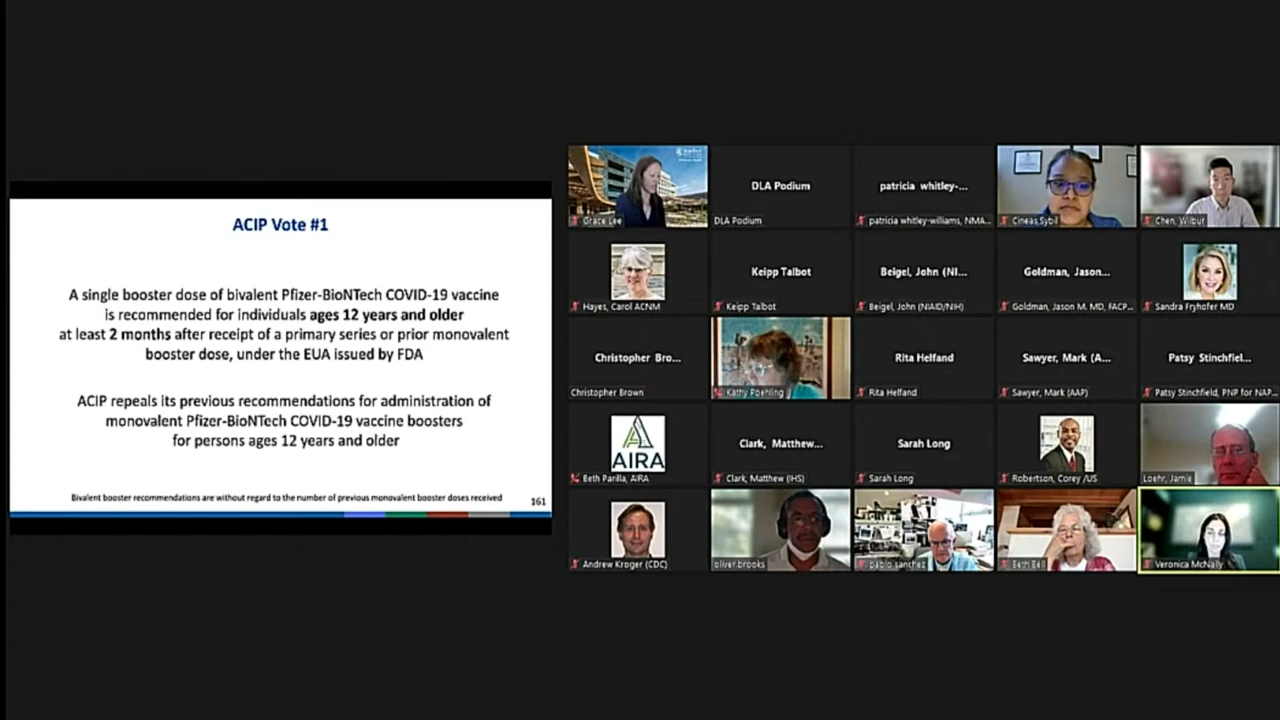 ACIP Vote #1
A single booster dose of bivalent Pfizer-BioNTech COVID-19 vaccine
is recommended for individuals ages 12 years and older
at least 2 months after receipt of a primary series or prior monovalent
booster dose, under the EUA issued by FDA
ACIP repeals its previous recommendations for administration of
monovalent Pfizer-BioNTech COVID-19 vaccine boosters
for persons ages 12 years and older
Bivalent booster recommendations are without regard to the number of previous monovalent booster doses received
161
Grace Lee
DLA Podium
DLA Podium
patricia whitley-...
patricia whitley-williams, NMA...
Cineas,Sybil
Chen, Wilbur
Hayes, Carol ACNM
Keipp Talbot
Keipp Talbot
Beigel, John (NI...
Beigel, John (NIAID/NIH)
Goldman, Jason...
Goldman, Jason M. MD, FACP...
Sandra Fryhofer MD
Christopher Bro...
Christopher Brown
Kathy Poehling
Rita Helfand
Rita Helfand
Sawyer, Mark (A...
Sawyer, Mark (AAP)
Patsy Stinchfiel...
Patsy Stinchfield, PNP for NAP...
AIRA
Beth Parilla, AIRA
Clark, Matthew...
Clark, Matthew (IHS)
Sarah Long
Sarah Long
Robertson, Corey /US
Loehr, Jamie
Andrew Kroger (CDC)
oliver.brooks
pablo sanchez
Beth Bell
Veronica McNally